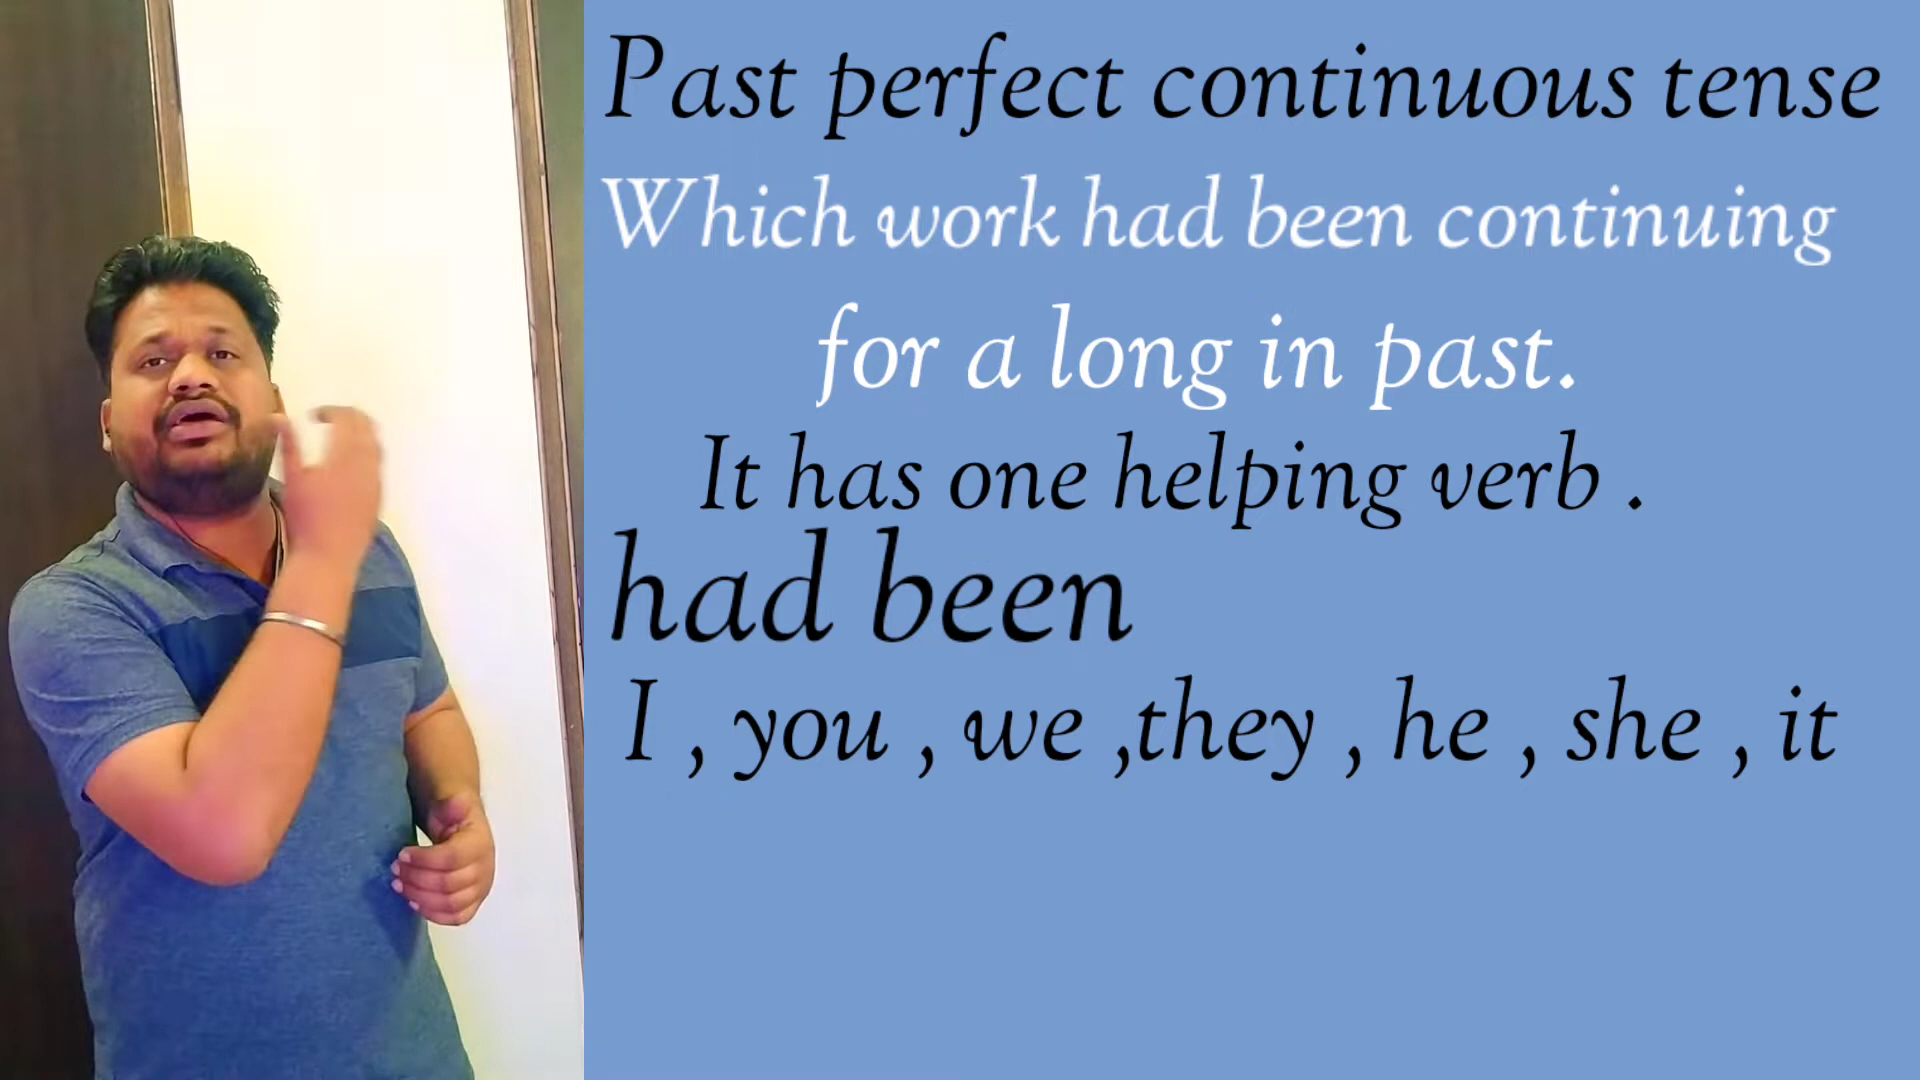 Past perfect continuous tense
Which work had been continuing
for a long in past.
It has one helping verb .
had been
I , you , we ,they , he , she , it